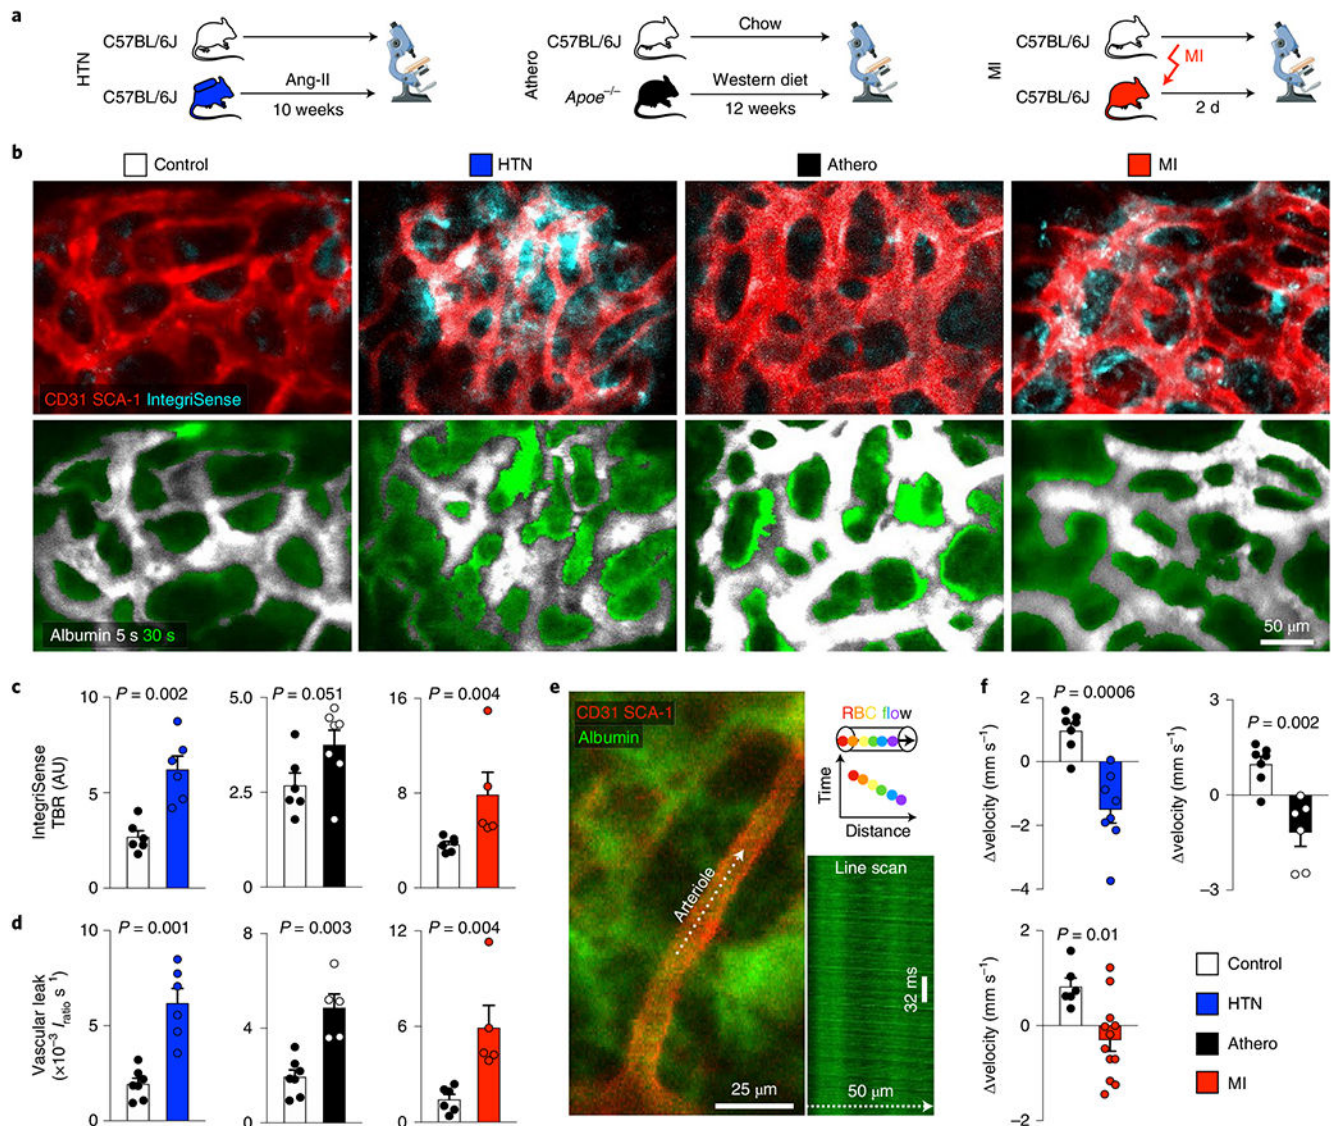 a
HTN
C57BL/6J
C57BL/6J
Ang-II
10 weeks
Athero
C57BL/6J
Chow
Apoe–/–
Western diet
12 weeks
MI
C57BL/6J
MI
C57BL/6J
2 d
b
Control
HTN
Athero
MI
CD31 SCA-1 IntegriSense
Albumin 5 s 30 s
50 μm
c
IntegriSense
TBR (AU)
P = 0.002
10
5
0
P = 0.051
5.0
2.5
0
P = 0.004
16
8
0
d
Vascular leak
(×10–3 Iratio s–1)
P = 0.001
10
5
0
P = 0.003
8
4
0
P = 0.004
12
6
0
e
CD31 SCA-1
Albumin
Arteriole
25 μm
RBC flow
Time
Distance
Line scan
32 ms
50 μm
f
Δvelocity (mm s–1)
P = 0.0006
2
0
–2
–4
Δvelocity (mm s–1)
P = 0.002
3
0
–3
Δvelocity (mm s–1)
P = 0.01
2
0
–2
Control
HTN
Athero
MI